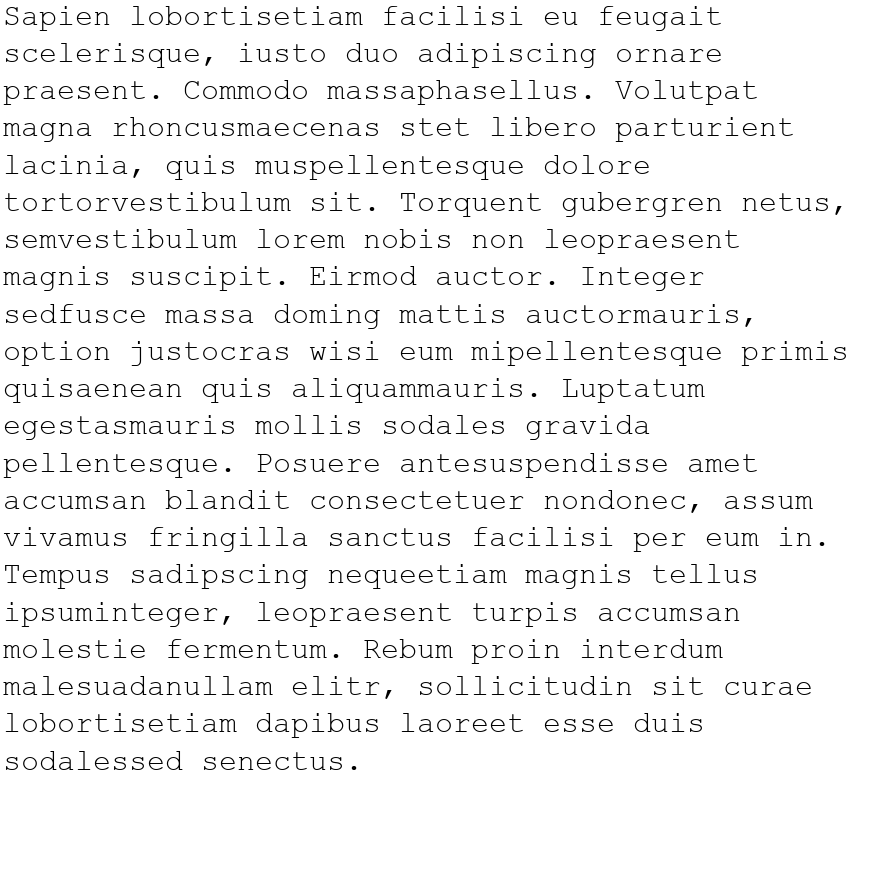 Sapien lobortisetiam facilisi eu feugait
scelerisque, iusto duo adipiscing ornare
praesent. Commodo massaphasellus. Volutpat
magna rhoncusmaecenas stet libero parturient
lacinia, quis muspellentesque dolore
tortorvestibulum sit. Torquent gubergren netus,
semvestibulum lorem nobis non leopraesent
magnis suscipit. Eirmod auctor. Integer
sedfusce massa doming mattis auctormauris,
option justocras wisi eum mipellentesque primis
quisaenean quis aliquammauris. Luptatum
egestasmauris mollis sodales gravida
pellentesque. Posuere antesuspendisse amet
accumsan blandit consectetuer nondonec, assum
vivamus fringilla sanctus facilisi per eum in.
Tempus sadipscing nequeetiam magnis tellus
ipsuminteger, leopraesent turpis accumsan
molestie fermentum. Rebum proin interdum
malesuadanullam elitr, sollicitudin sit curae
lobortisetiam dapibus laoreet esse duis
sodalessed senectus.